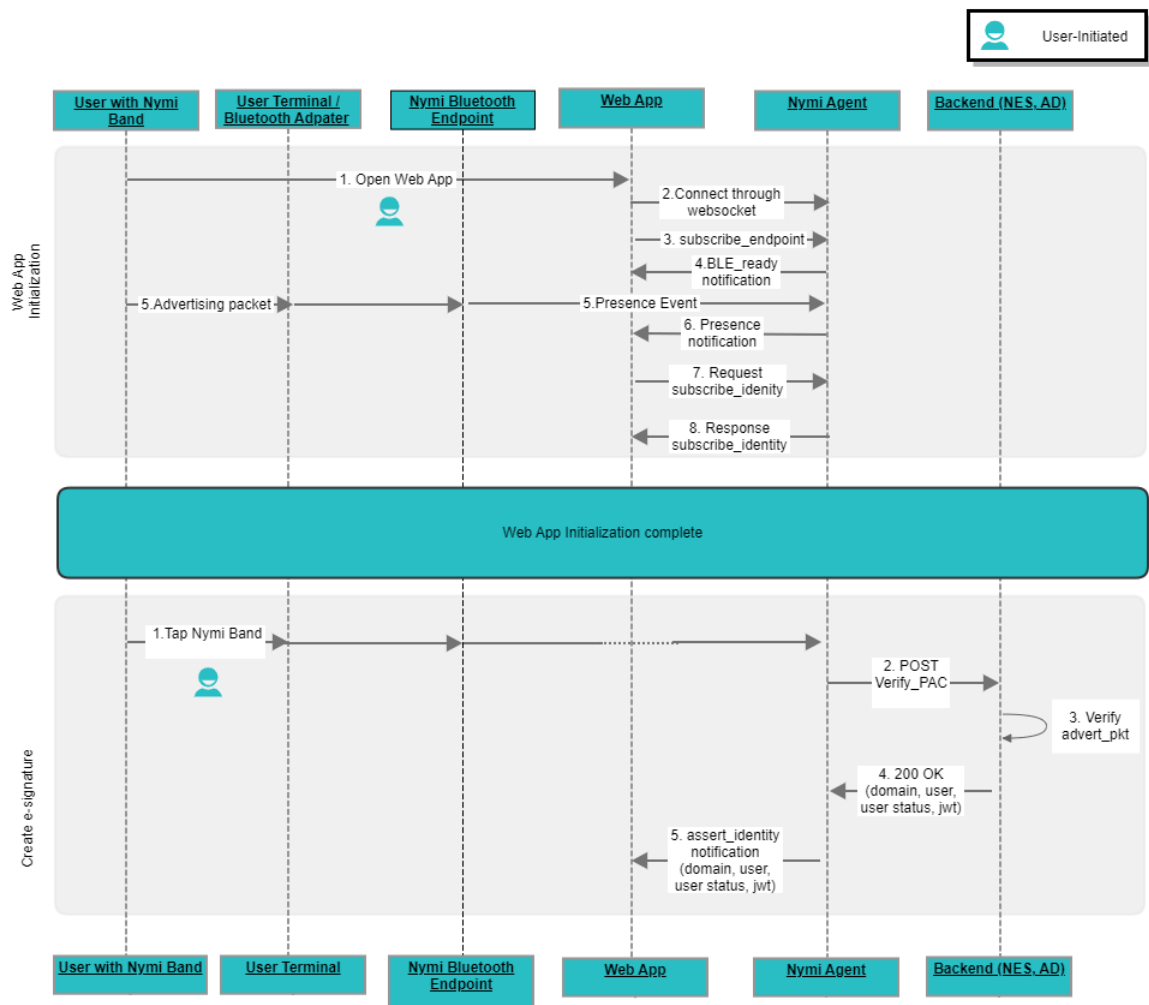 User-Initiated
User with Nymi
Band
User Terminal /
Bluetooth Adpater
Nymi Bluetooth
Endpoint
Web App
Nymi Agent
Backend (NES, AD)
Web App
Initialization
1. Open Web App
2.Connect through
websocket
3. subscribe_endpoint
4.BLE_ready
notification
5.Advertising packet
5.Presence Event
6. Presence
notification
7. Request
subscribe_idenity
8. Response
subscribe_identity
Web App Initialization complete
Create e-signature
1.Tap Nymi Band
2. POST
Verify_PAC
3. Verify
advert_pkt
4. 200 OK
(domain, user,
user status, jwt)
5. assert_identity
notification
(domain, user,
user status, jwt)
User with Nymi Band
User Terminal
Nymi Bluetooth
Endpoint
Web App
Nymi Agent
Backend (NES, AD)